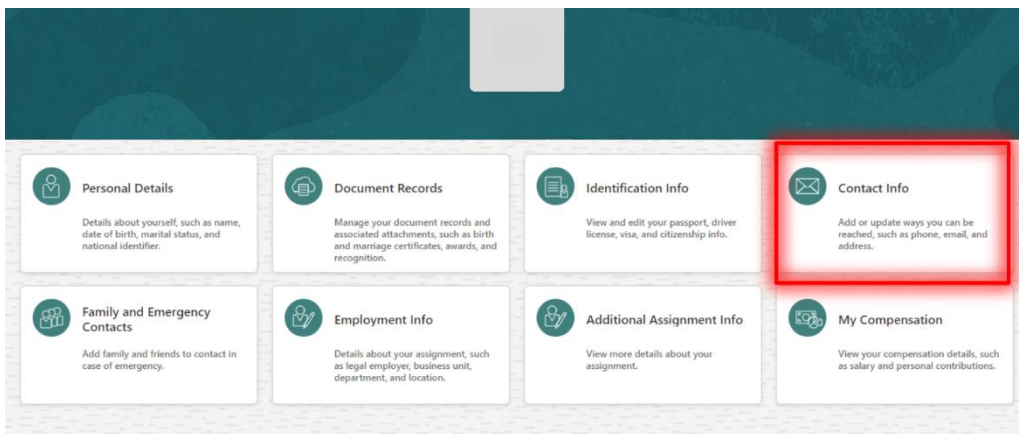 Personal Details
Details about yourself, such as name,
date of birth, marital status, and
national identifier.
Document Records
Manage your document records and
associated attachments, such as birth
and marriage certificates, awards, and
recognition.
Identification Info
View and edit your passport, driver
license, visa, and citizenship info.
Contact Info
Add or update ways you can be
reached, such as phone, email, and
address.
Family and Emergency
Contacts
Add family and friends to contact in
case of emergency.
Employment Info
Details about your assignment, such
as legal employer, business unit,
department, and location.
Additional Assignment Info
View more details about your
assignment.
My Compensation
View your compensation details, such
as salary and personal contributions.